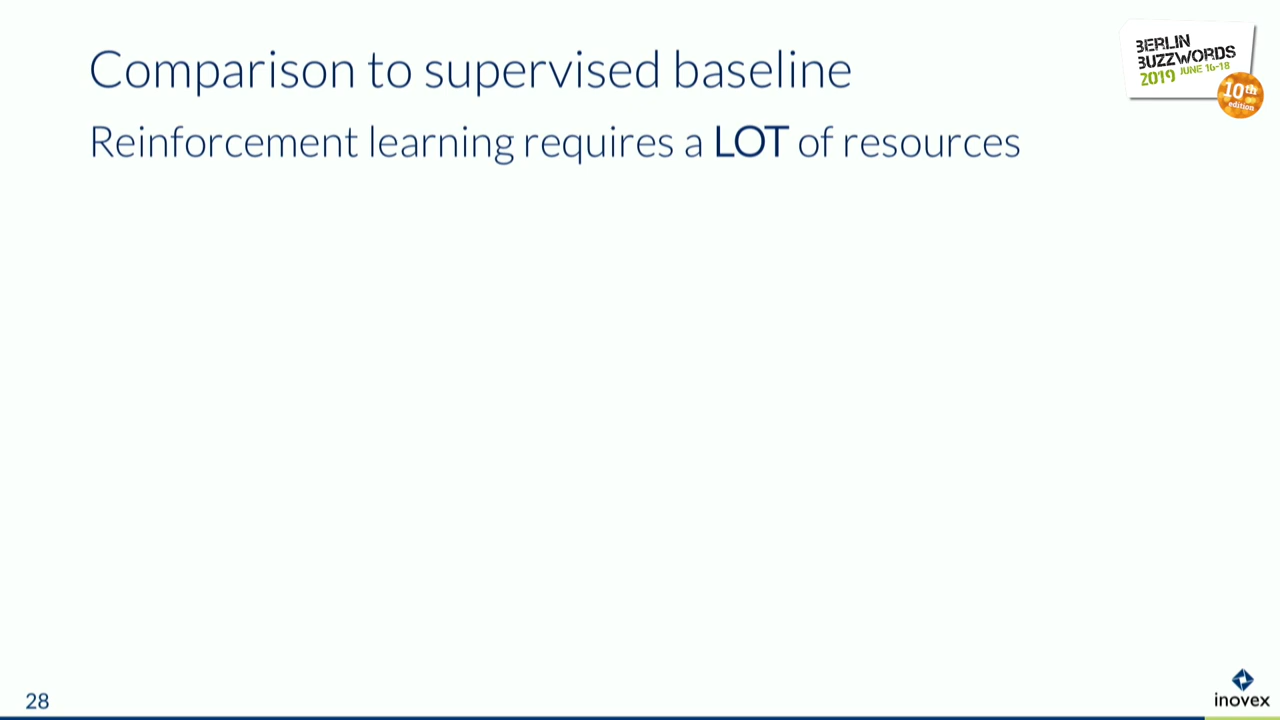 Comparison to supervised baseline
Reinforcement learning requires a LOT of resources
BERLIN
BUZZWORDS
2019 JUNE 16-18
10th
edition
28
inovex